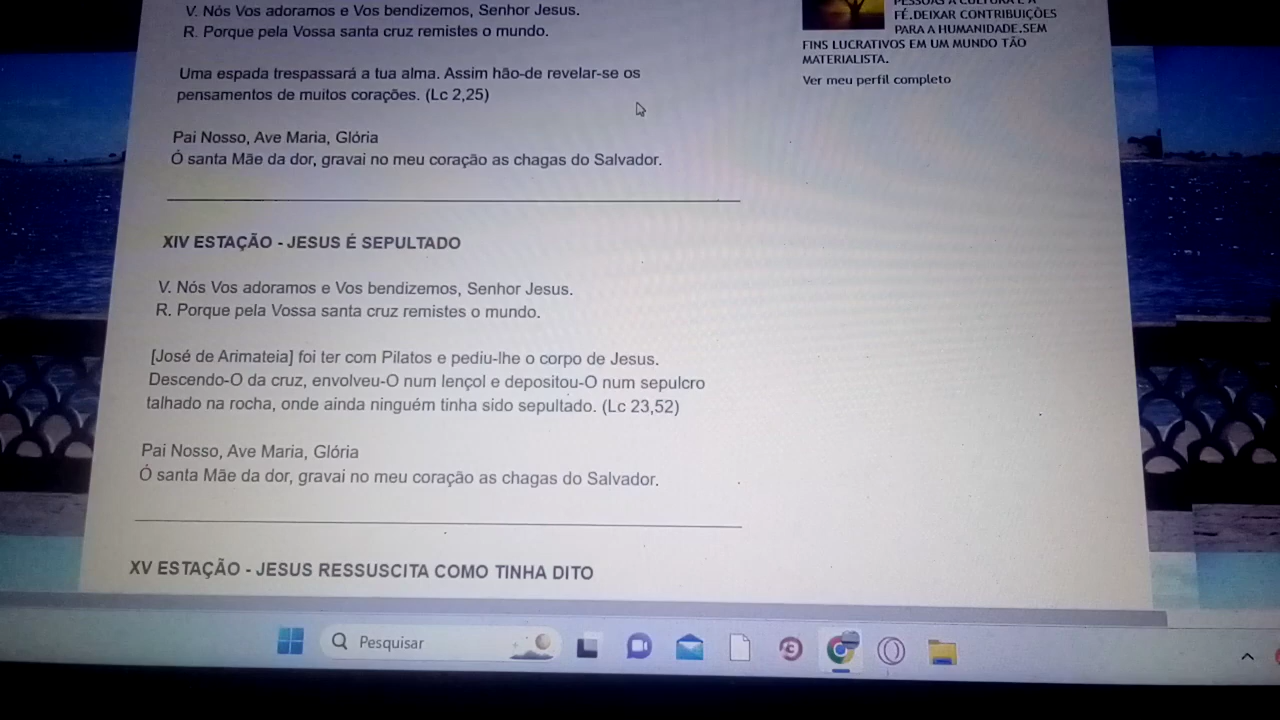 V. Nós Vos adoramos e Vos bendizemos, Senhor Jesus.
R. Porque pela Vossa santa cruz remistes o mundo.
Uma espada trespassará a tua alma. Assim hão-de revelar-se os
pensamentos de muitos corações. (Lc 2,25)
Pai Nosso, Ave Maria, Glória
Ó santa Mãe da dor, gravai no meu coração as chagas do Salvador.
XIV ESTAÇÃO - JESUS É SEPULTADO
V. Nós Vos adoramos e Vos bendizemos, Senhor Jesus.
R. Porque pela Vossa santa cruz remistes o mundo.
[José de Arimateia] foi ter com Pilatos e pediu-lhe o corpo de Jesus.
Descendo-O da cruz, envolveu-O num lençol e depositou-O num sepulcro
talhado na rocha, onde ainda ninguém tinha sido sepultado. (Lc 23,52)
Pai Nosso, Ave Maria, Glória
Ó santa Mãe da dor, gravai no meu coração as chagas do Salvador.
XV ESTAÇÃO - JESUS RESSUSCITA COMO TINHA DITO
PESSOAS A CULTURA E A
FÉ.DEIXAR CONTRIBUIÇÕES
PARA A HUMANIDADE.SEM
FINS LUCRATIVOS EM UM MUNDO TÃO
MATERIALISTA.
Ver meu perfil completo
Pesquisar